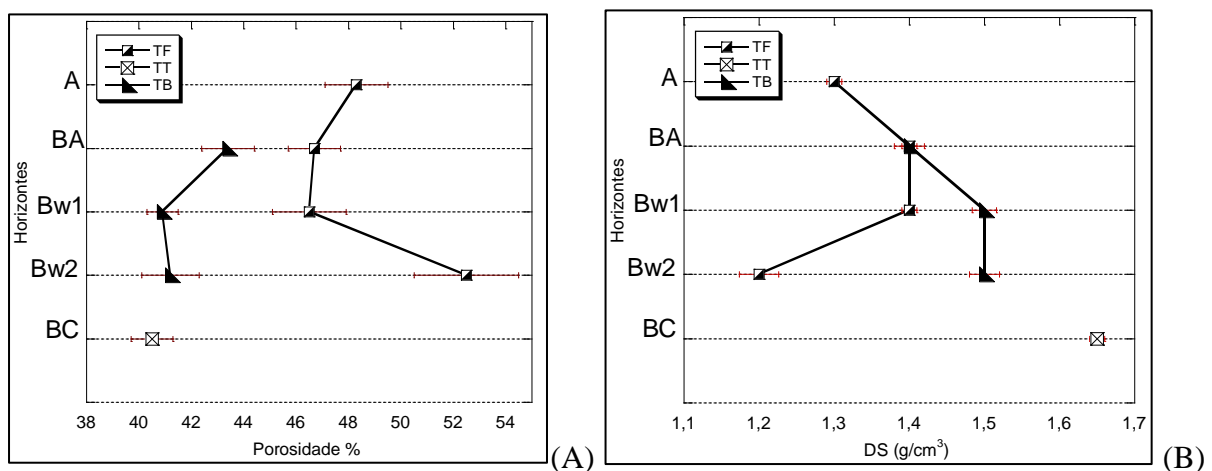 TF
TT
TB
A
BA
Bw1
Bw2
BC
Horizontes
38 40 42 44 46 48 50 52 54
Porosidade %
(A)
TF
TT
TB
A
BA
Bw1
Bw2
BC
Horizontes
1,1 1,2 1,3 1,4 1,5 1,6 1,7
DS (g/cm³)
(B)